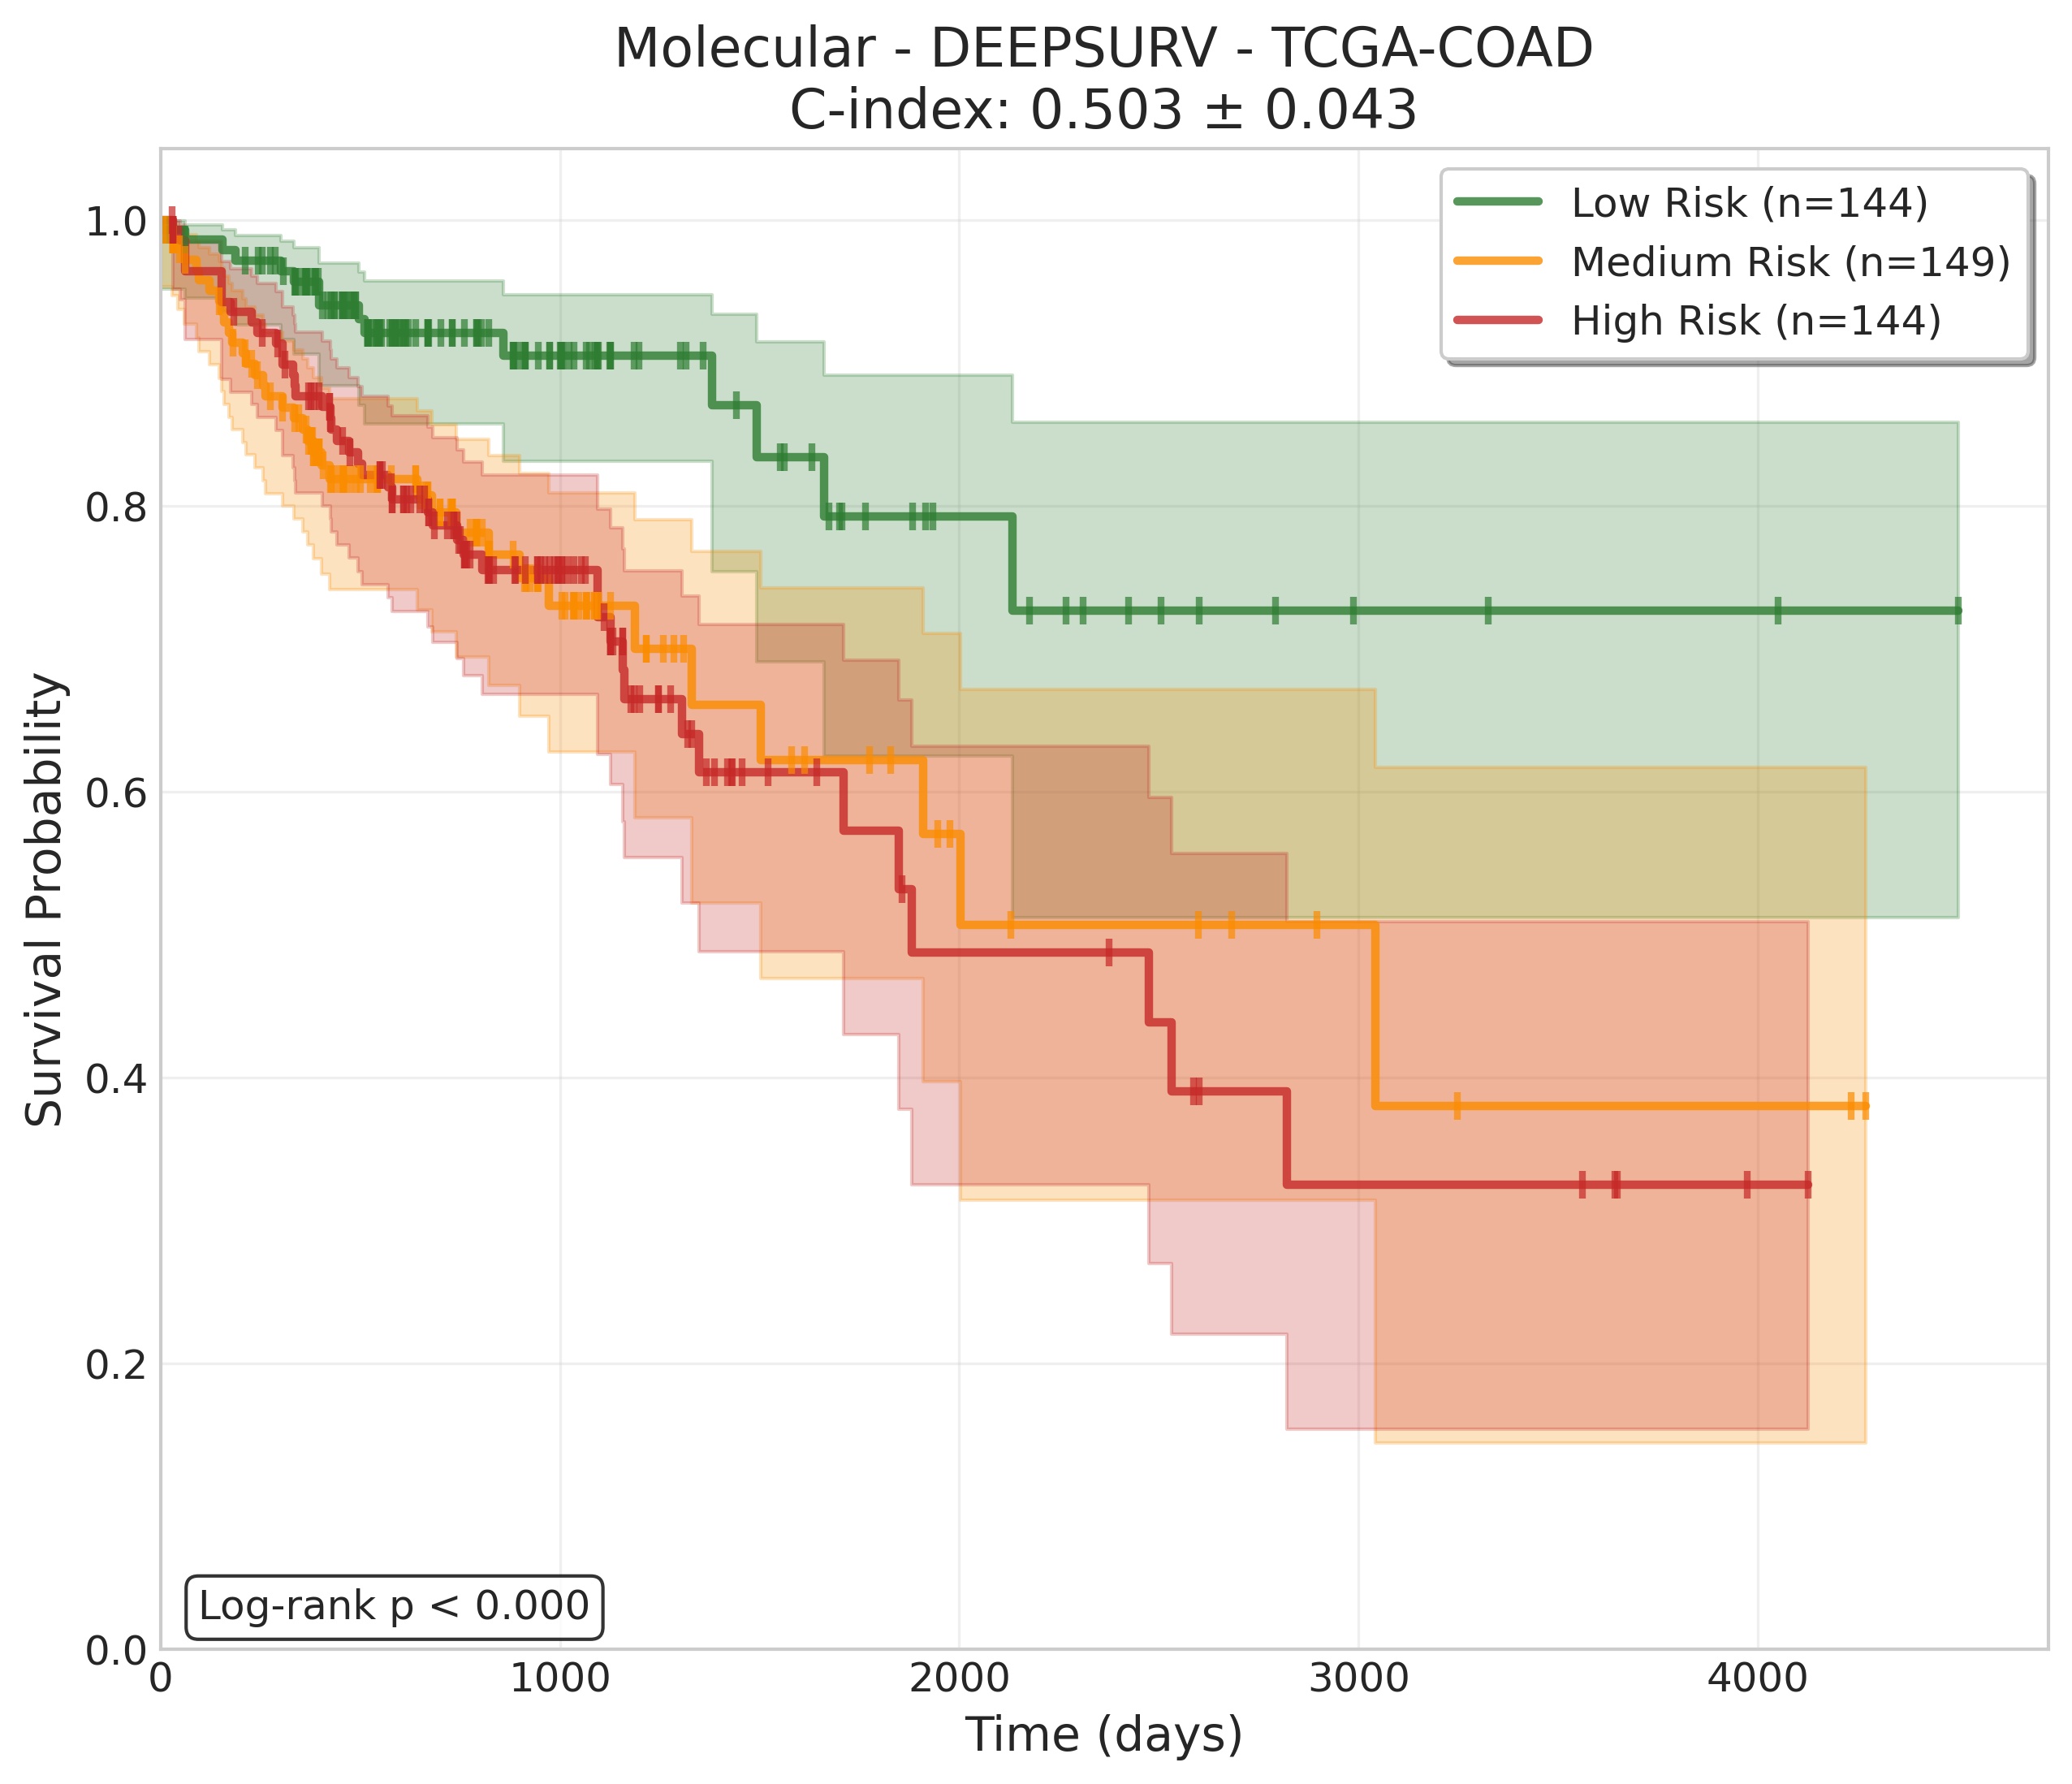 Molecular - DEEPSURV - TCGA-COAD
C-index: 0.503 ± 0.043
Low Risk (n=144)
Medium Risk (n=149)
High Risk (n=144)
Survival Probability
1.0
0.8
0.6
0.4
0.2
0.0
Log-rank p < 0.000
0 1000 2000 3000 4000
Time (days)